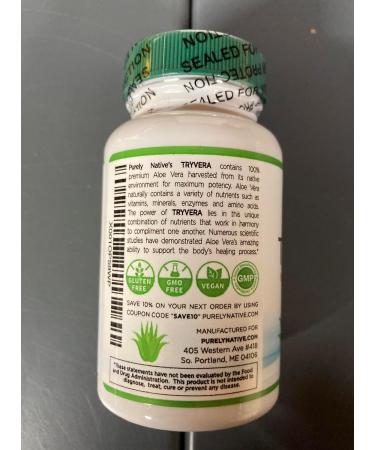 NOIT SEALED FOR
NOITC
PROTECTION
SEALED FOR
NOITC
Purely Native's TRYVERA contains 100%
premium Aloe Vera harvested from its native
environment for maximum potency. Aloe Vera
naturally contains a variety of nutrients such as
vitamins, minerals, enzymes and amino acids.
The power of TRYVERA lies in this unique
combination of nutrients that work in harmony
to compliment one another. Numerous scientific
studies have demonstrated Aloe Vera's amazing
ability to support the body's healing process.*
GLUTEN
FREE
GMO
FREE
VEGAN
GMP
SAVE 10% ON YOUR NEXT ORDER BY USING
COUPON CODE "SAVE10" PURELYNATIVE.COM
MANUFACTURED FOR
PURELYNATIVE.COM
405 Western Ave #418
So. Portland, ME 04106
*These statements have not been evaluated by the Food
and Drug Administration. This product is not intended to
diagnose, treat, cure or prevent any disease.